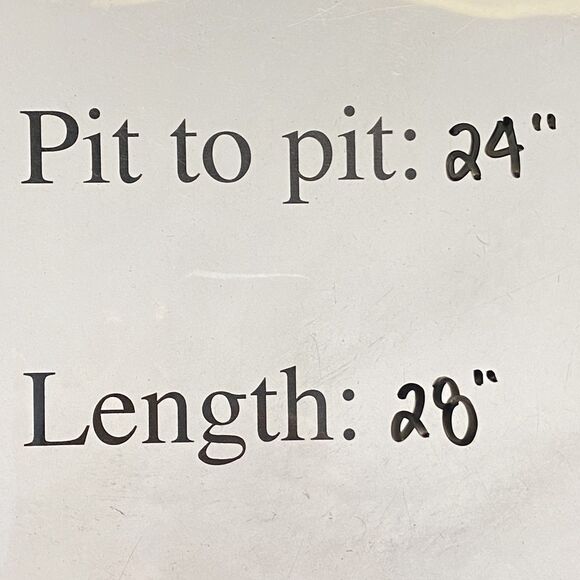 Pit to pit: 24"
Length: 28"